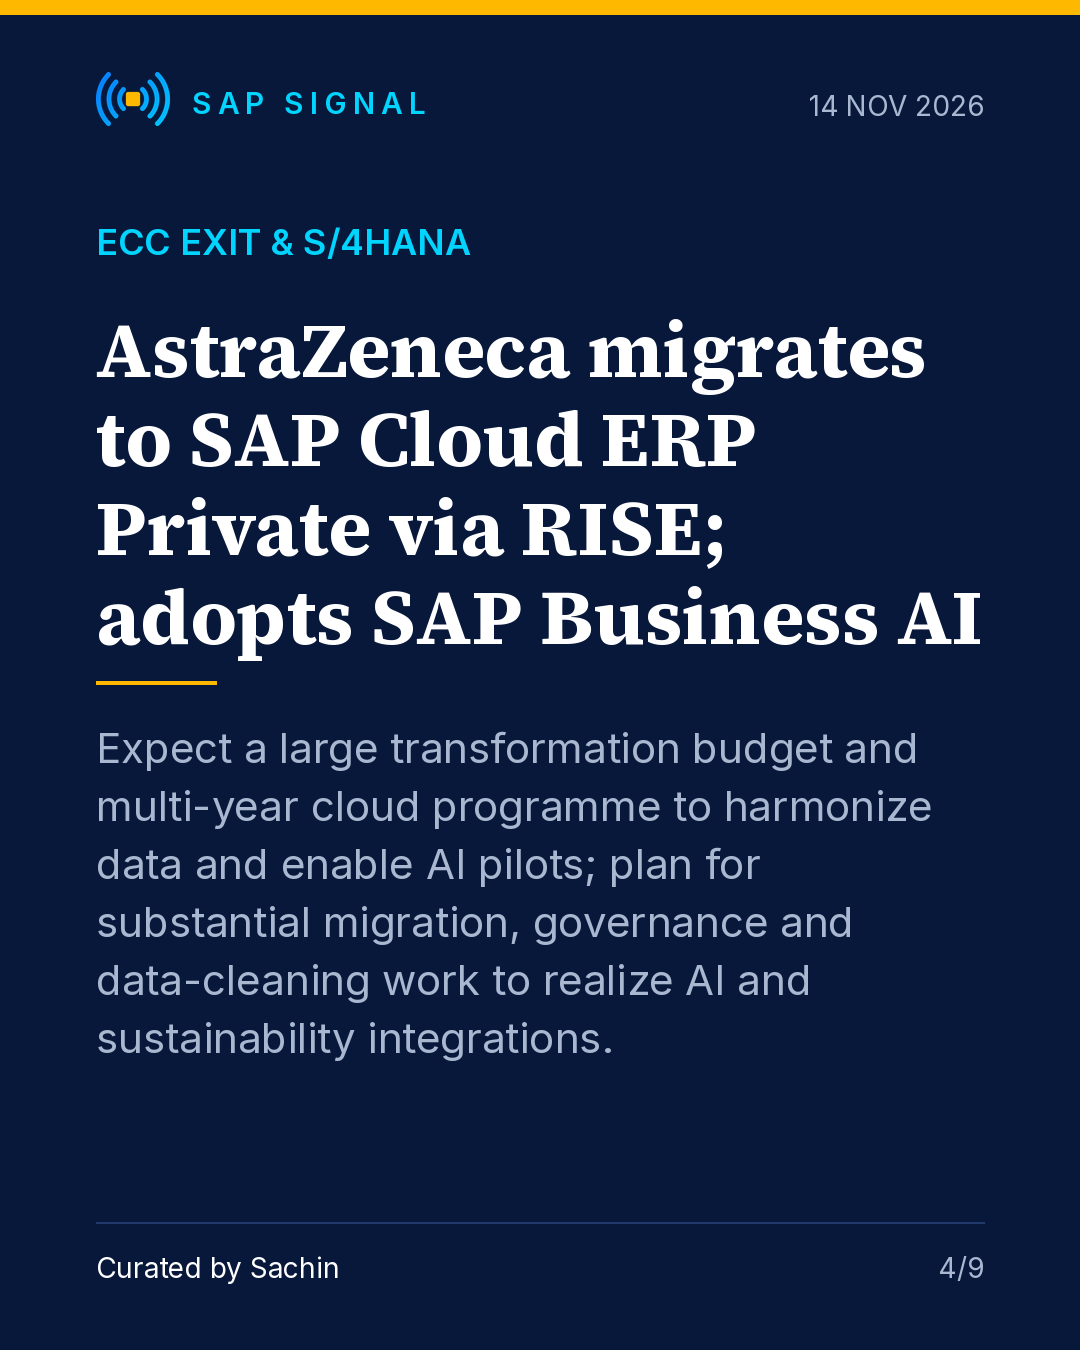 SAP SIGNAL
14 NOV 2026
ECC EXIT & S/4HANA
AstraZeneca migrates
to SAP Cloud ERP
Private via RISE;
adopts SAP Business AI
Expect a large transformation budget and
multi-year cloud programme to harmonize
data and enable AI pilots; plan for
substantial migration, governance and
data-cleaning work to realize AI and
sustainability integrations.
Curated by Sachin
4/9